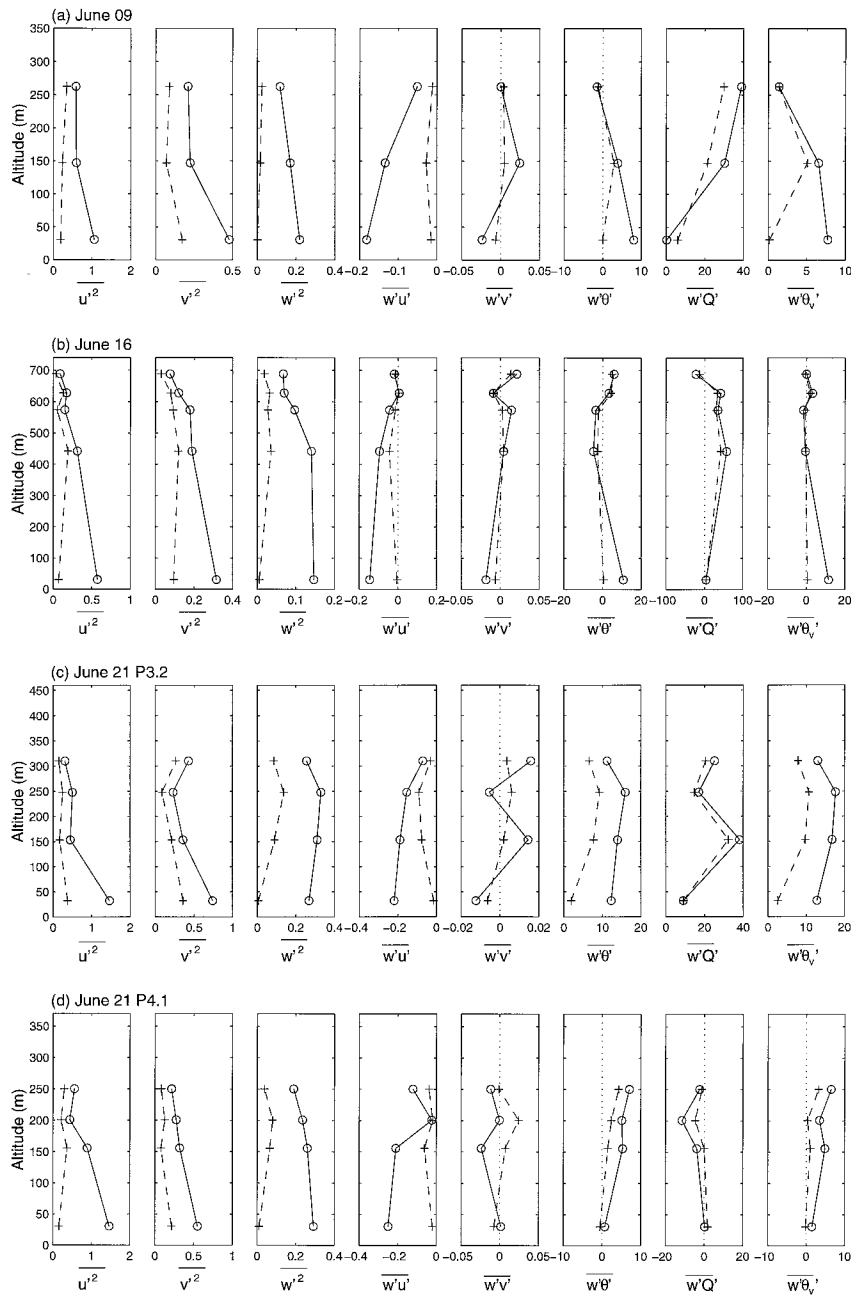 (a) June 09
350
300
250
200
150
100
50
0
Altitude (m)
0 1 2 0 0.5 0 0.2 0.4 −0.2 −0.1 0 −0.05 0 0.05 −10 0 10 0 20 40 0 5 10
u'² v'² w'² w'u' w'v' w'θ' w'Q' w'θᵥ'
(b) June 16
700
600
500
400
300
200
100
0
Altitude (m)
0 0.5 1 0 0.2 0.4 0 0.1 0.2 −0.2 0 0.2 −0.05 0 0.05 −20 0 20 −100 0 100 −20 0 20
u'² v'² w'² w'u' w'v' w'θ' w'Q' w'θᵥ'
(c) June 21 P3.2
450
400
350
300
250
200
150
100
50
0
Altitude (m)
0 1 2 0 0.5 1 0 0.2 0.4 −0.4 −0.2 0 −0.02 0 0.02 0 10 20 0 20 40 0 10 20
u'² v'² w'² w'u' w'v' w'θ' w'Q' w'θᵥ'
(d) June 21 P4.1
350
300
250
200
150
100
50
0
Altitude (m)
0 1 2 0 0.5 1 0 0.2 0.4 −0.4 −0.2 0 −0.05 0 0.05 −10 0 10 −20 0 20 −10 0 10
u'² v'² w'² w'u' w'v' w'θ' w'Q' w'θᵥ'